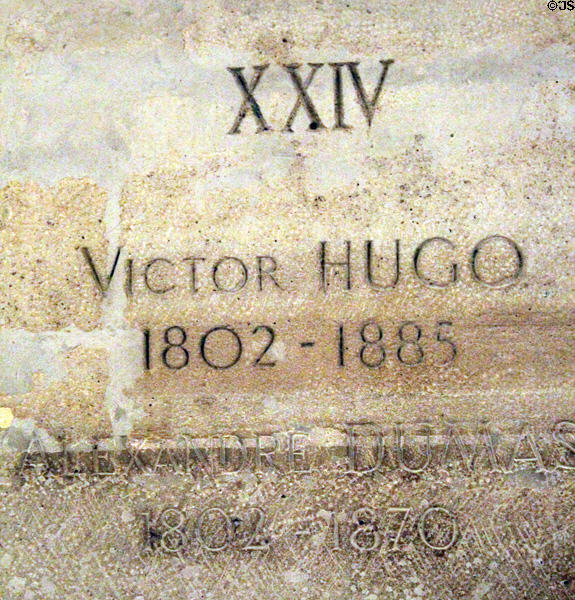 ©JS
XXIV
VICTOR HUGO
1802 - 1885
ALEXANDRE DUMAS
1802 - 1870